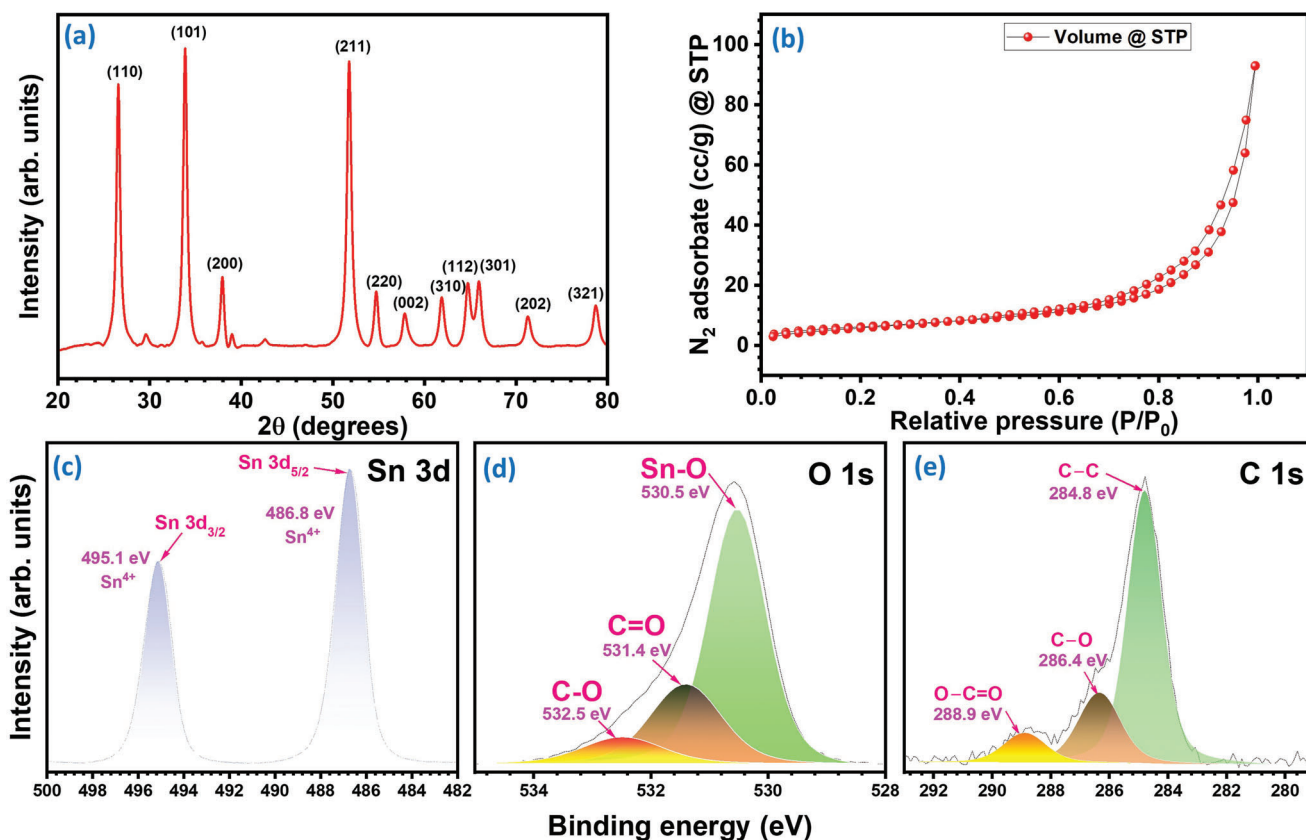 (a)
(110)
(101)
(200)
(211)
(220)
(002)
(310)
(112)
(301)
(202)
(321)
Intensity (arb. units)
20 30 40 50 60 70 80
2θ (degrees)
(b)
Volume @ STP
N₂ adsorbate (cc/g) @ STP
100
80
60
40
20
0
0.0 0.2 0.4 0.6 0.8 1.0
Relative pressure (P/P₀)
(c)
Sn 3d
Sn 3d₅/₂
486.8 eV
Sn⁴⁺
Sn 3d₃/₂
495.1 eV
Sn⁴⁺
Intensity (arb. units)
500 498 496 494 492 490 488 486 484 482
(d)
O 1s
Sn-O
530.5 eV
C=O
531.4 eV
C-O
532.5 eV
534 532 530 528
(e)
C 1s
C–C
284.8 eV
C–O
286.4 eV
O–C=O
288.9 eV
292 290 288 286 284 282 280
Binding energy (eV)